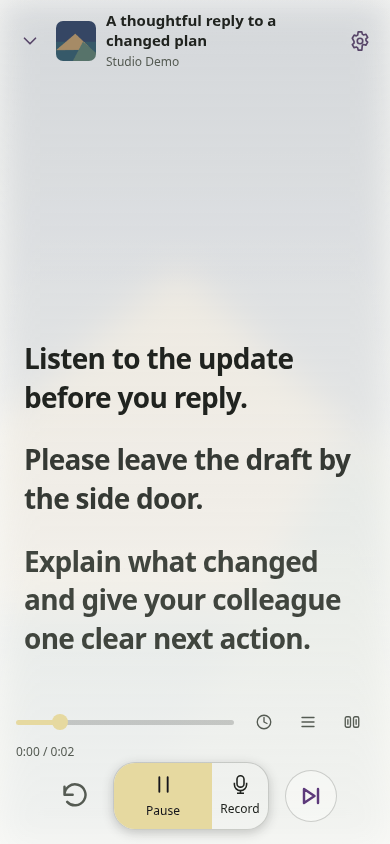 A thoughtful reply to a
changed plan
Studio Demo
Listen to the update
before you reply.
Please leave the draft by
the side door.
Explain what changed
and give your colleague
one clear next action.
0:00 / 0:02
Pause
Record